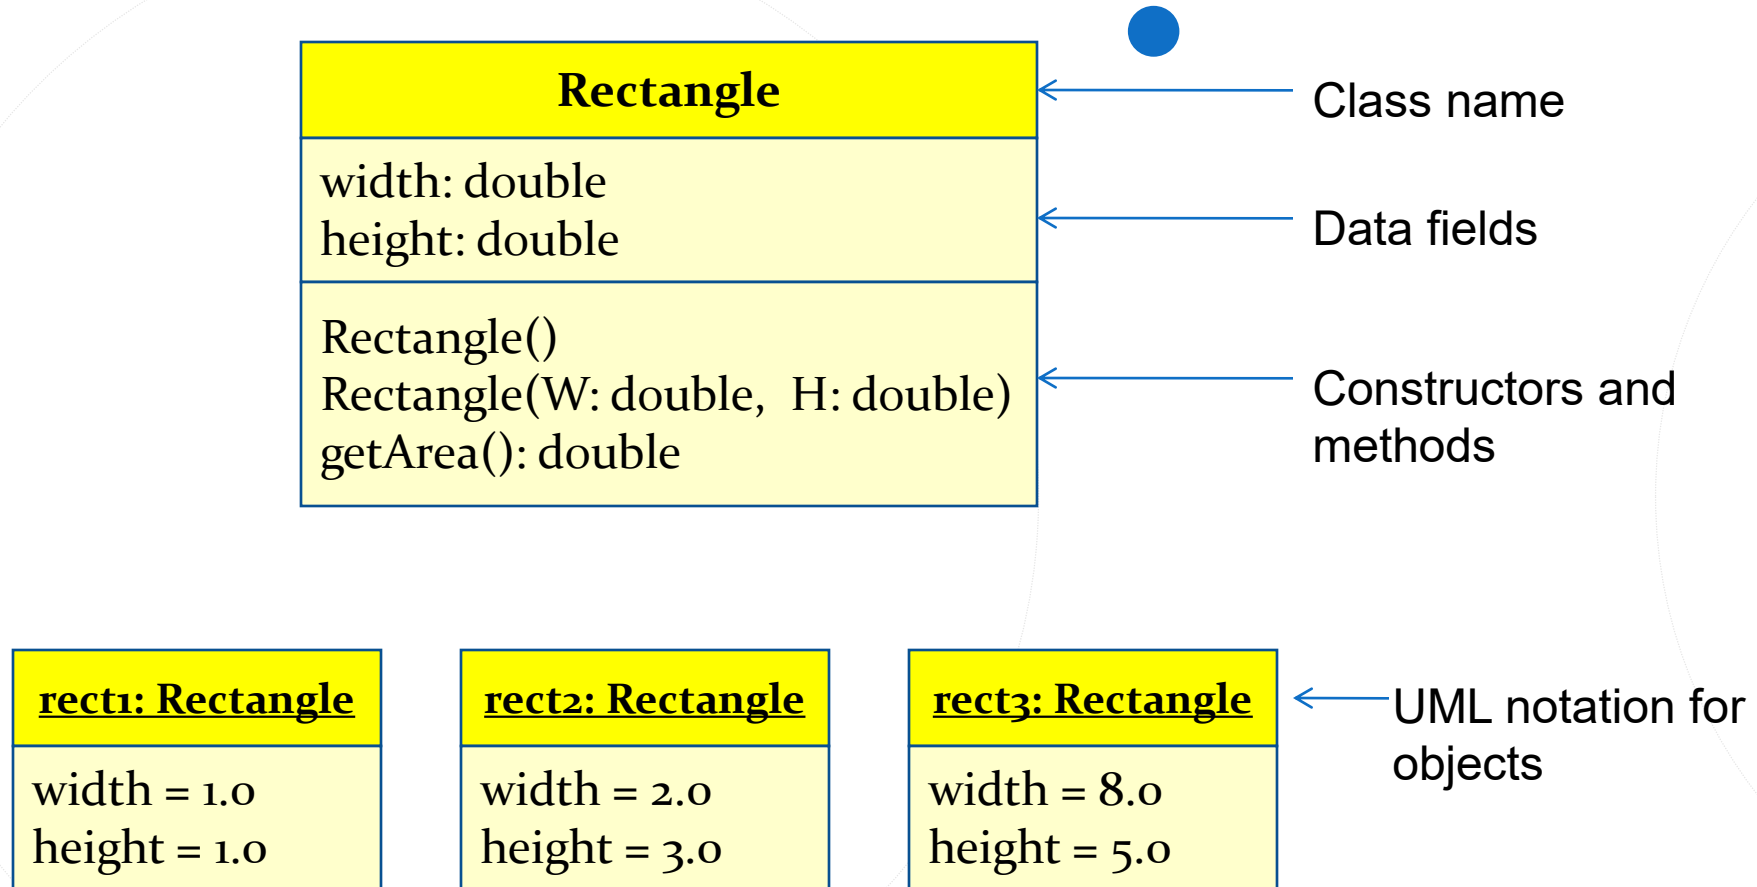 Rectangle
Class name
width: double
height: double
Data fields
Rectangle()
Rectangle(W: double, H: double)
getArea(): double
Constructors and
methods
rect1: Rectangle
width = 1.0
height = 1.0
rect2: Rectangle
width = 2.0
height = 3.0
rect3: Rectangle
width = 8.0
height = 5.0
UML notation for
objects